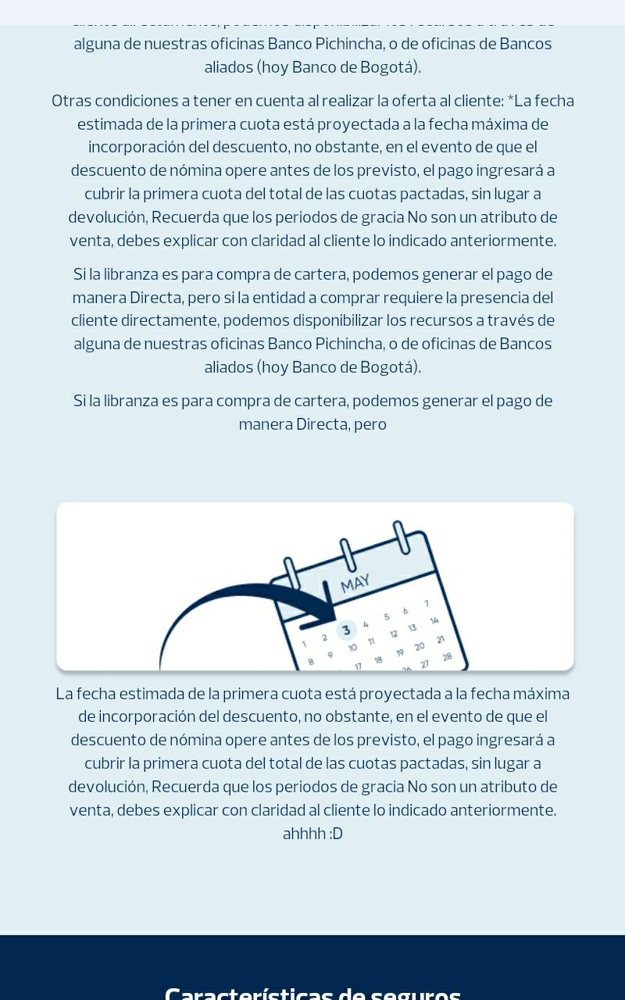 cliente directamente, podemos disponibilizar los recursos a través de
alguna de nuestras oficinas Banco Pichincha, o de oficinas de Bancos
aliados (hoy Banco de Bogotá).
Otras condiciones a tener en cuenta al realizar la oferta al cliente: *La fecha
estimada de la primera cuota está proyectada a la fecha máxima de
incorporación del descuento, no obstante, en el evento de que el
descuento de nómina opere antes de los previsto, el pago ingresará a
cubrir la primera cuota del total de las cuotas pactadas, sin lugar a
devolución, Recuerda que los periodos de gracia No son un atributo de
venta, debes explicar con claridad al cliente lo indicado anteriormente.
Si la libranza es para compra de cartera, podemos generar el pago de
manera Directa, pero si la entidad a comprar requiere la presencia del
cliente directamente, podemos disponibilizar los recursos a través de
alguna de nuestras oficinas Banco Pichincha, o de oficinas de Bancos
aliados (hoy Banco de Bogotá).
Si la libranza es para compra de cartera, podemos generar el pago de
manera Directa, pero
MAY
1 2 3 4 5 6 7
8 9 10 11 12 13 14
17 18 19 20 21
26 27 28
La fecha estimada de la primera cuota está proyectada a la fecha máxima
de incorporación del descuento, no obstante, en el evento de que el
descuento de nómina opere antes de los previsto, el pago ingresará a
cubrir la primera cuota del total de las cuotas pactadas, sin lugar a
devolución, Recuerda que los periodos de gracia No son un atributo de
venta, debes explicar con claridad al cliente lo indicado anteriormente.
ahhhh :D
Características de seguros